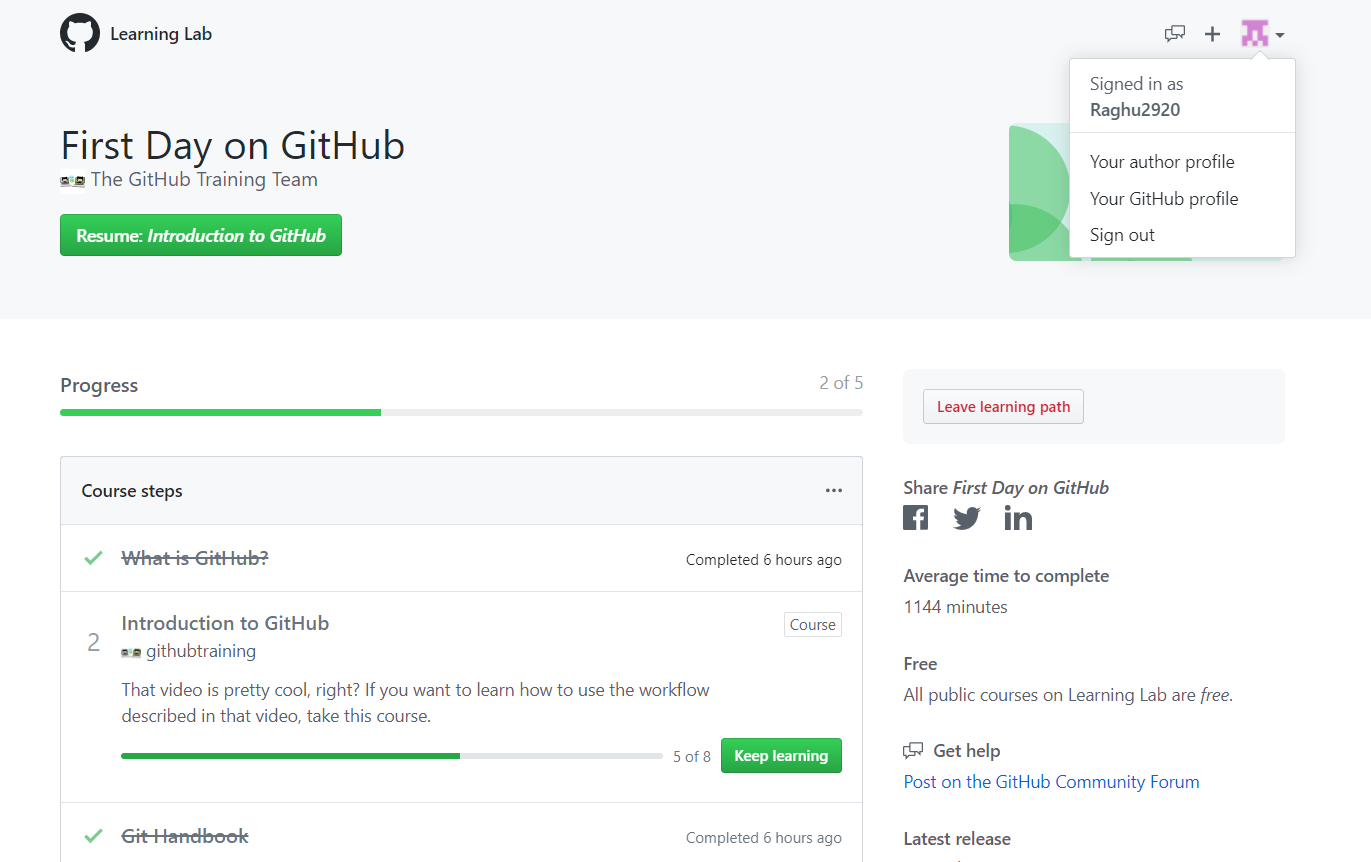 Learning Lab
Signed in as
Raghu2920
Your author profile
Your GitHub profile
Sign out
First Day on GitHub
The GitHub Training Team
Resume: Introduction to GitHub
Progress
2 of 5
Course steps
What is GitHub?
Completed 6 hours ago
2
Introduction to GitHub
Course
githubtraining
That video is pretty cool, right? If you want to learn how to use the workflow
described in that video, take this course.
5 of 8
Keep learning
Git Handbook
Completed 6 hours ago
Leave learning path
Share First Day on GitHub
Average time to complete
1144 minutes
Free
All public courses on Learning Lab are free.
Get help
Post on the GitHub Community Forum
Latest release